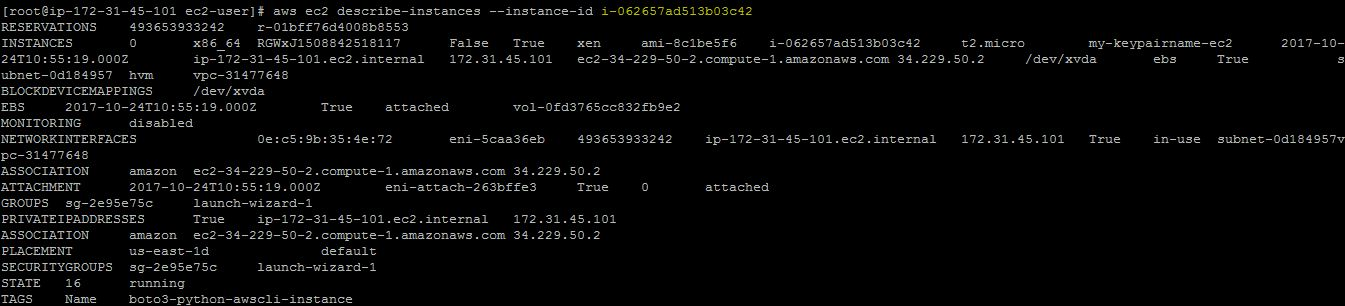 [root@ip-172-31-45-101 ec2-user]# aws ec2 describe-instances --instance-id i-062657ad513b03c42
RESERVATIONS    493653933242    r-01bff76d4008b8553
INSTANCES       0       x86_64  RGWxJ1508842518117      False   True    xen     ami-8c1be5f6    i-062657ad513b03c42     t2.micro        my-keypairname-ec2      2017-10-
24T10:55:19.000Z        ip-172-31-45-101.ec2.internal   172.31.45.101   ec2-34-229-50-2.compute-1.amazonaws.com 34.229.50.2     /dev/xvda       ebs     True            s
ubnet-0d184957  hvm     vpc-31477648
BLOCKDEVICEMAPPINGS     /dev/xvda
EBS     2017-10-24T10:55:19.000Z        True    attached        vol-0fd3765cc832fb9e2
MONITORING      disabled
NETWORKINTERFACES               0e:c5:9b:35:4e:72       eni-5caa36eb    493653933242    ip-172-31-45-101.ec2.internal   172.31.45.101   True    in-use  subnet-0d184957v
pc-31477648
ASSOCIATION     amazon  ec2-34-229-50-2.compute-1.amazonaws.com 34.229.50.2
ATTACHMENT      2017-10-24T10:55:19.000Z        eni-attach-263bffe3     True    0       attached
GROUPS  sg-2e95e75c     launch-wizard-1
PRIVATEIPADDRESSES      True    ip-172-31-45-101.ec2.internal   172.31.45.101
ASSOCIATION     amazon  ec2-34-229-50-2.compute-1.amazonaws.com 34.229.50.2
PLACEMENT       us-east-1d              default
SECURITYGROUPS  sg-2e95e75c     launch-wizard-1
STATE   16      running
TAGS    Name    boto3-python-awscli-instance